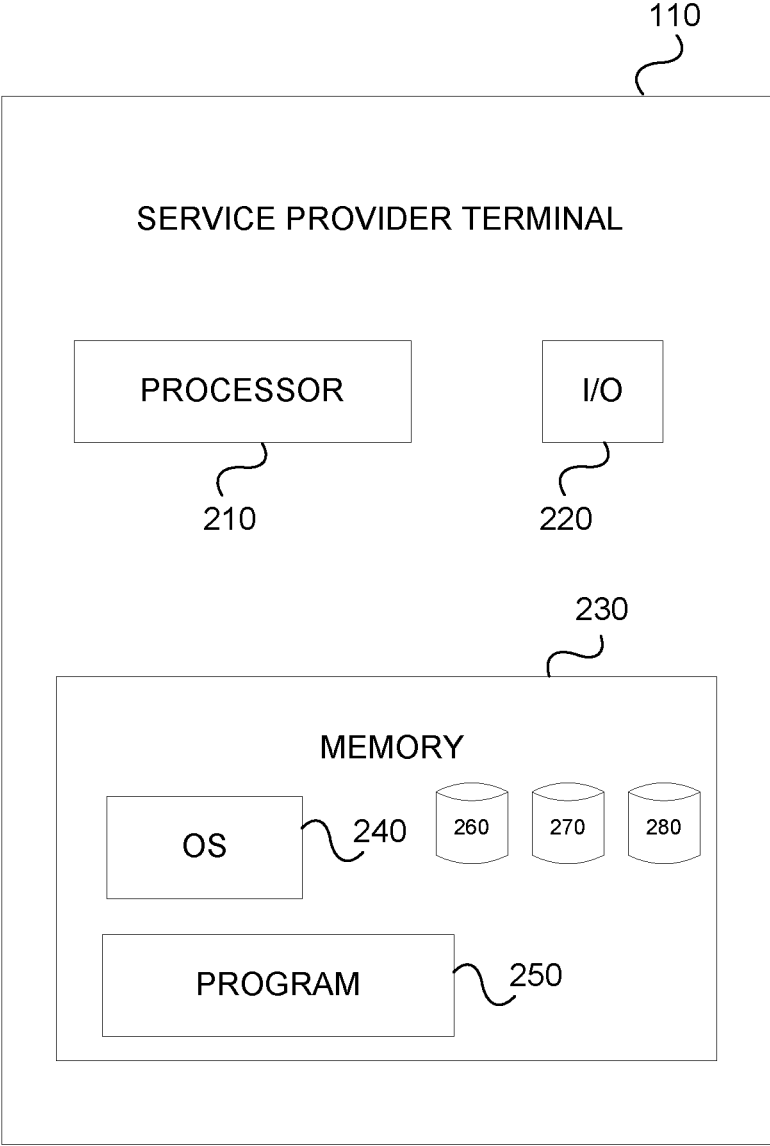 110
SERVICE PROVIDER TERMINAL
PROCESSOR
I/O
210
220
230
MEMORY
OS
240
260
270
280
PROGRAM
250